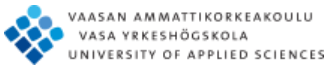 VAASAN AMMATTIKORKEAKOULU
VASA YRKESHÖGSKOLA
UNIVERSITY OF APPLIED SCIENCES